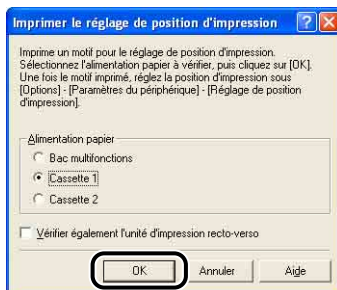 Imprimer le réglage de position d'impression
Imprime un motif pour le réglage de position d'impression.
Sélectionnez l'alimentation papier à vérifier, puis cliquez sur [OK].
Une fois le motif imprimé, réglez la position d'impression sous
[Options] - [Paramètres du périphérique] - [Réglage de position
d'impression].
Alimentation papier
Bac multifonctions
Cassette 1
Cassette 2
Vérifier également l'unité d'impression recto-verso
OK Annuler Aide